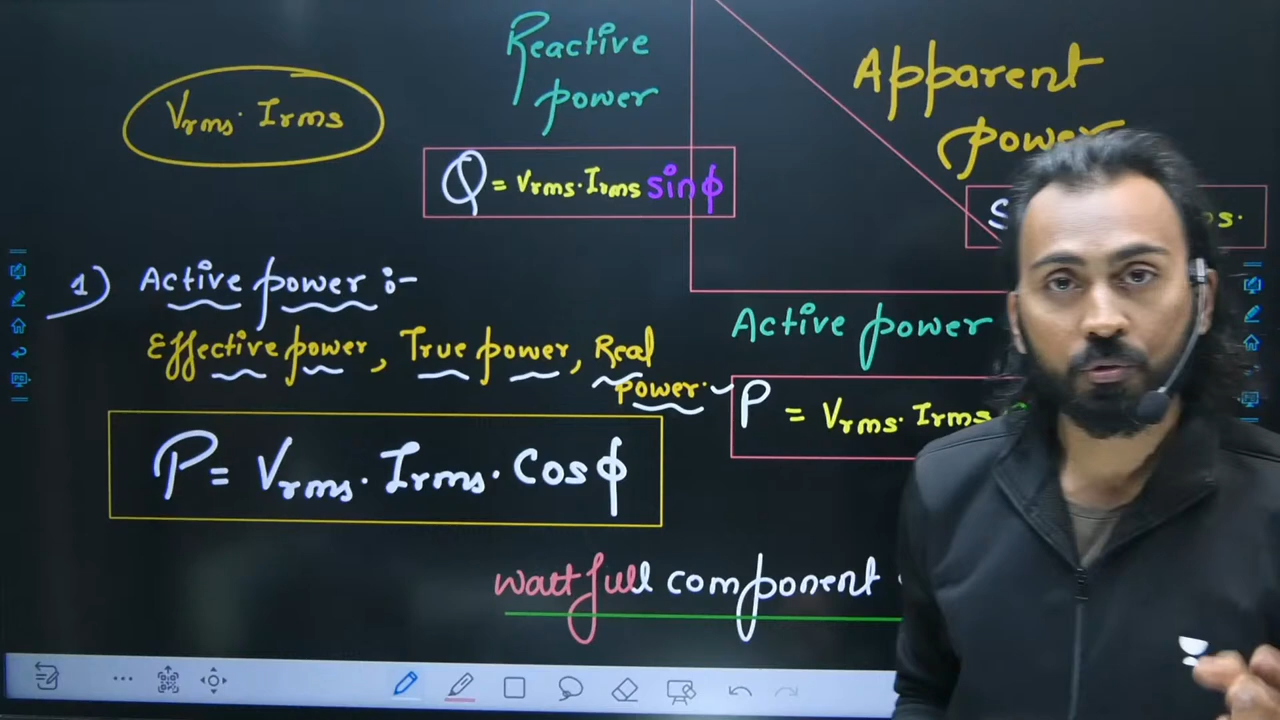 Reactive
power
Vrms. Irms
Q = Vrms.Irms sinφ
Apparent
power
S
os.
1) Active power :-
Effective power, True power, Real
power.
P = Vrms. Irms. Cosφ
Active power
P = Vrms. Irms
wattfull component